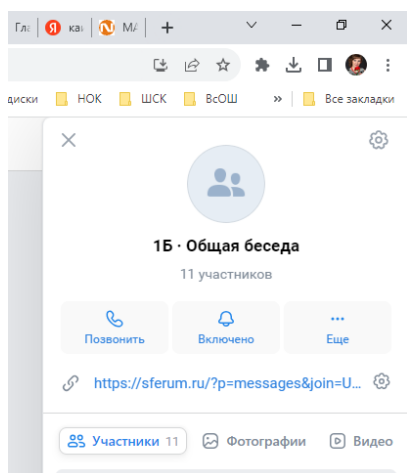 Гла
ка
МА
диски
НОК
ШСК
ВсОШ
»
Все закладки
1Б · Общая беседа
11 участников
Позвонить
Включено
Еще
https://sferum.ru/?p=messages&join=U...
Участники 11
Фотографии
Видео